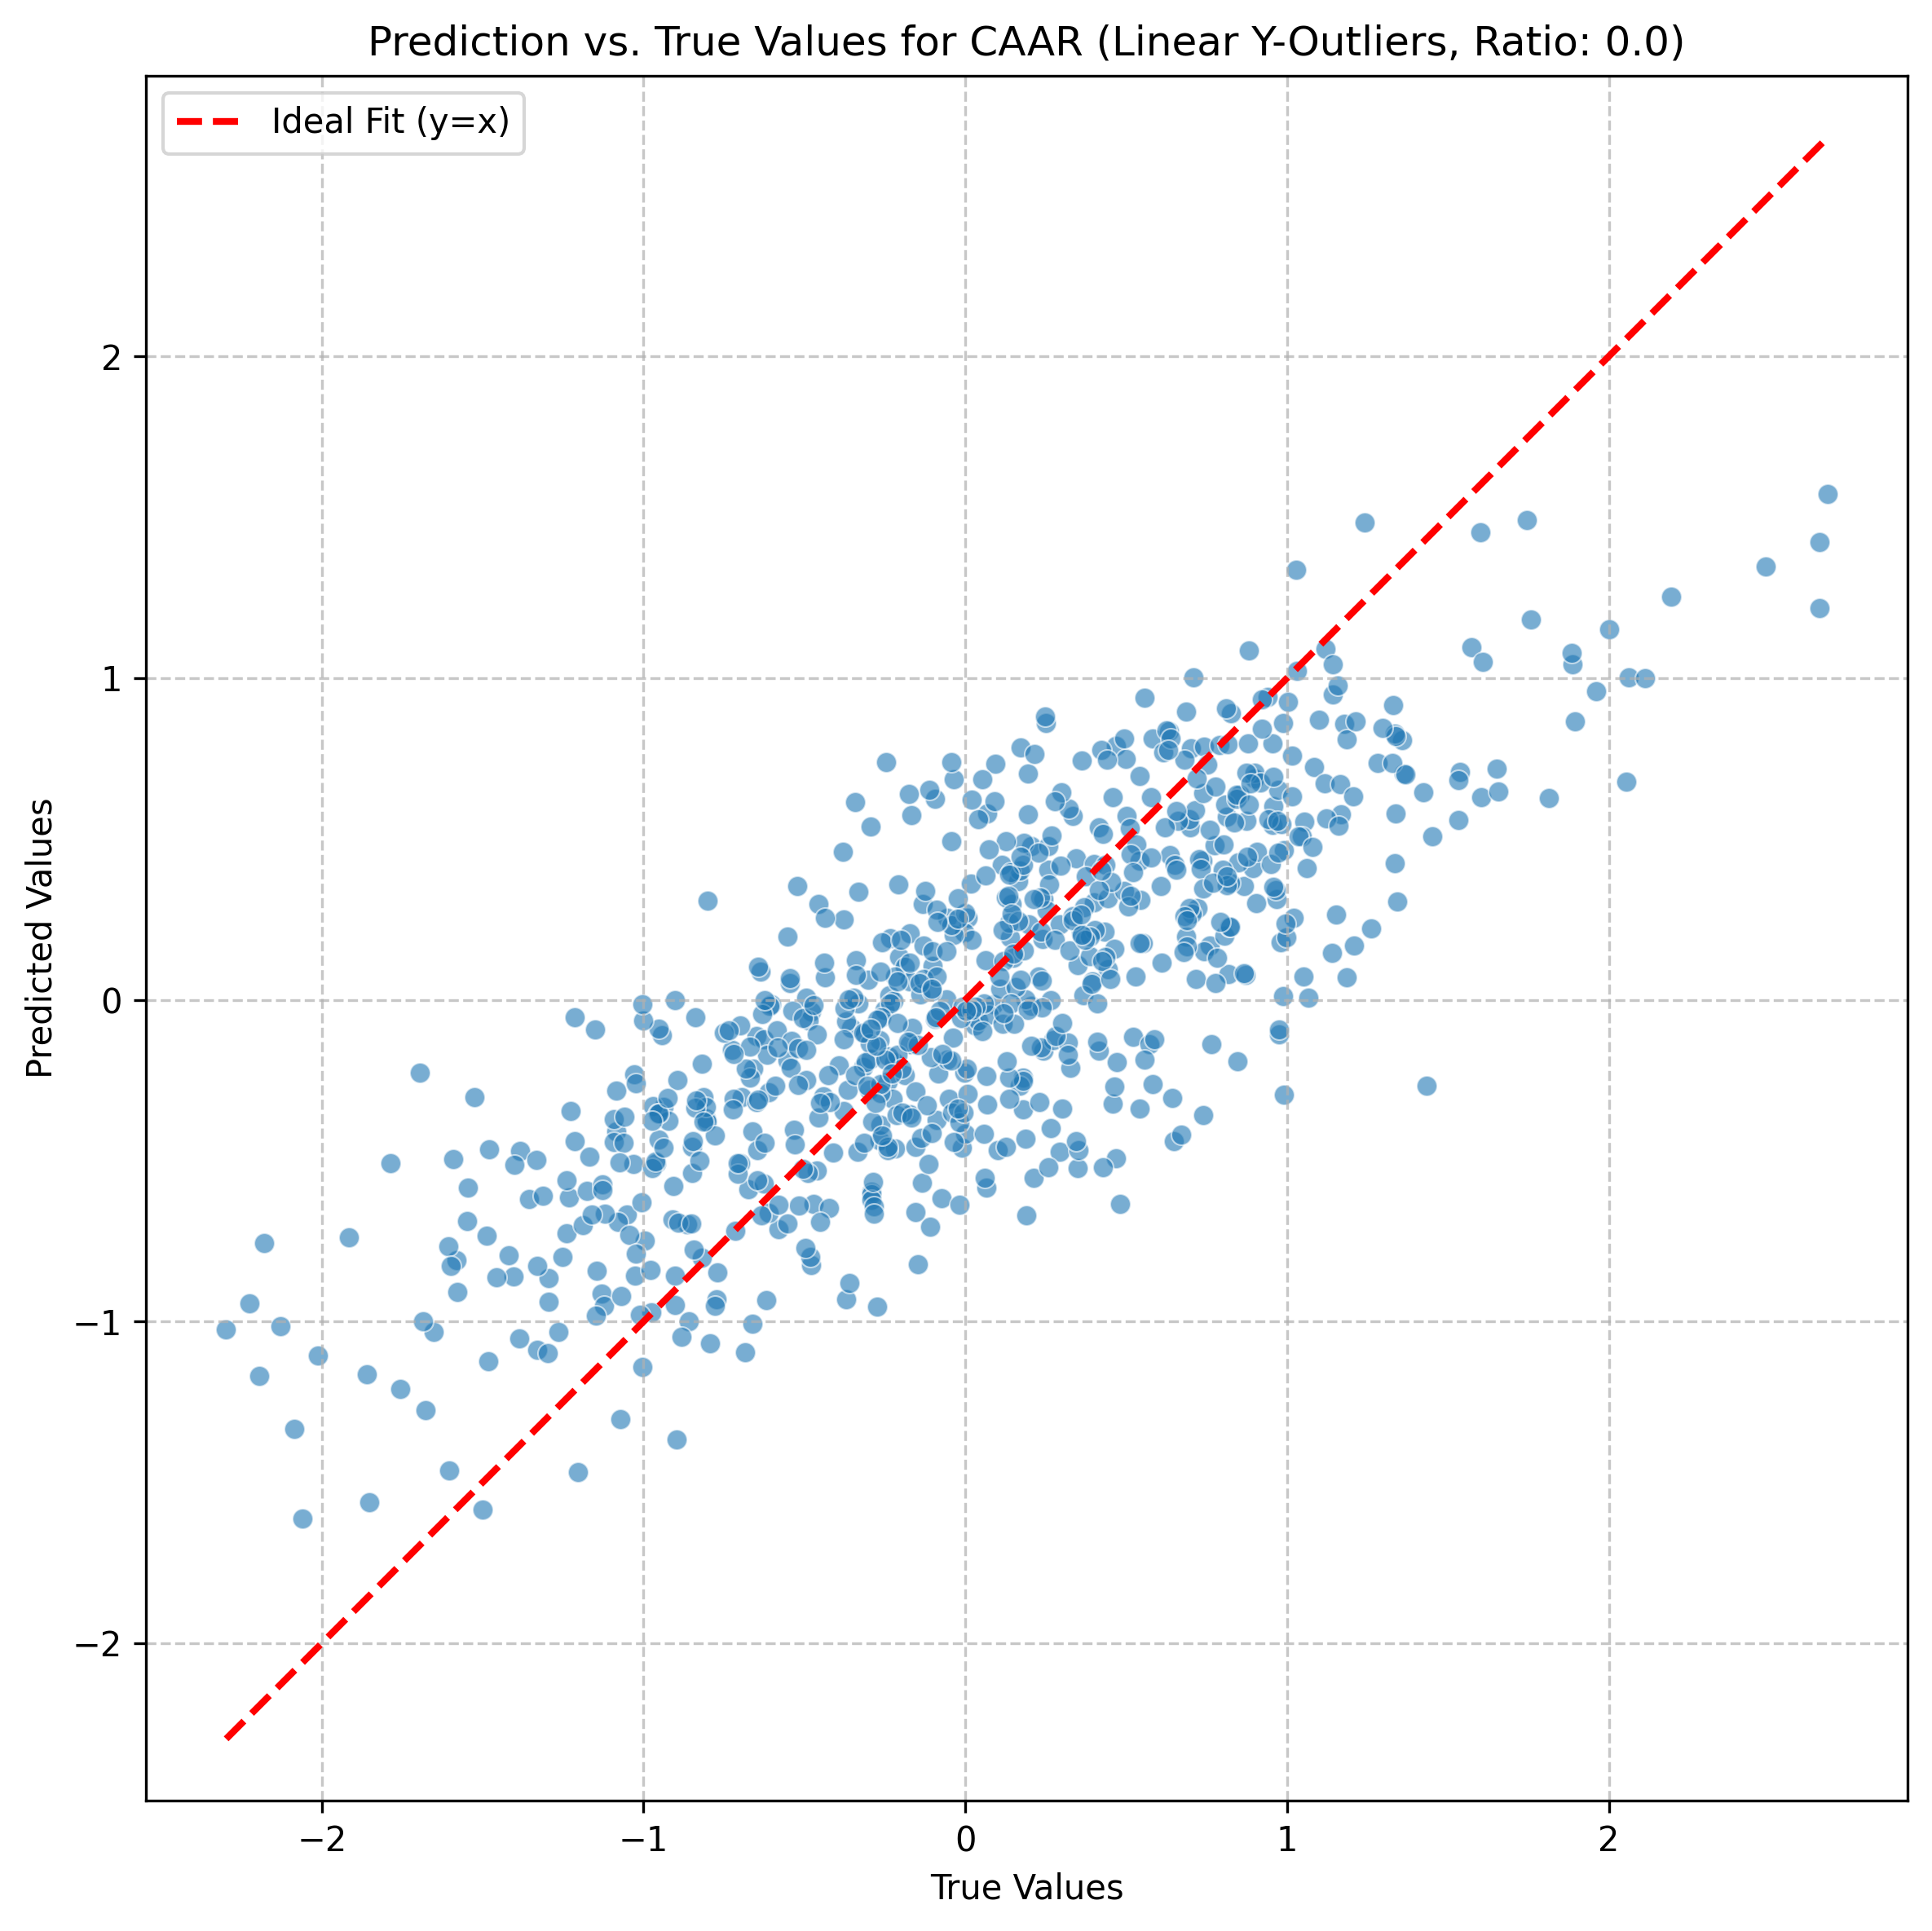 Prediction vs. True Values for CAAR (Linear Y-Outliers, Ratio: 0.0)
Ideal Fit (y=x)
2
1
0
−1
−2
Predicted Values
−2
−1
0
1
2
True Values